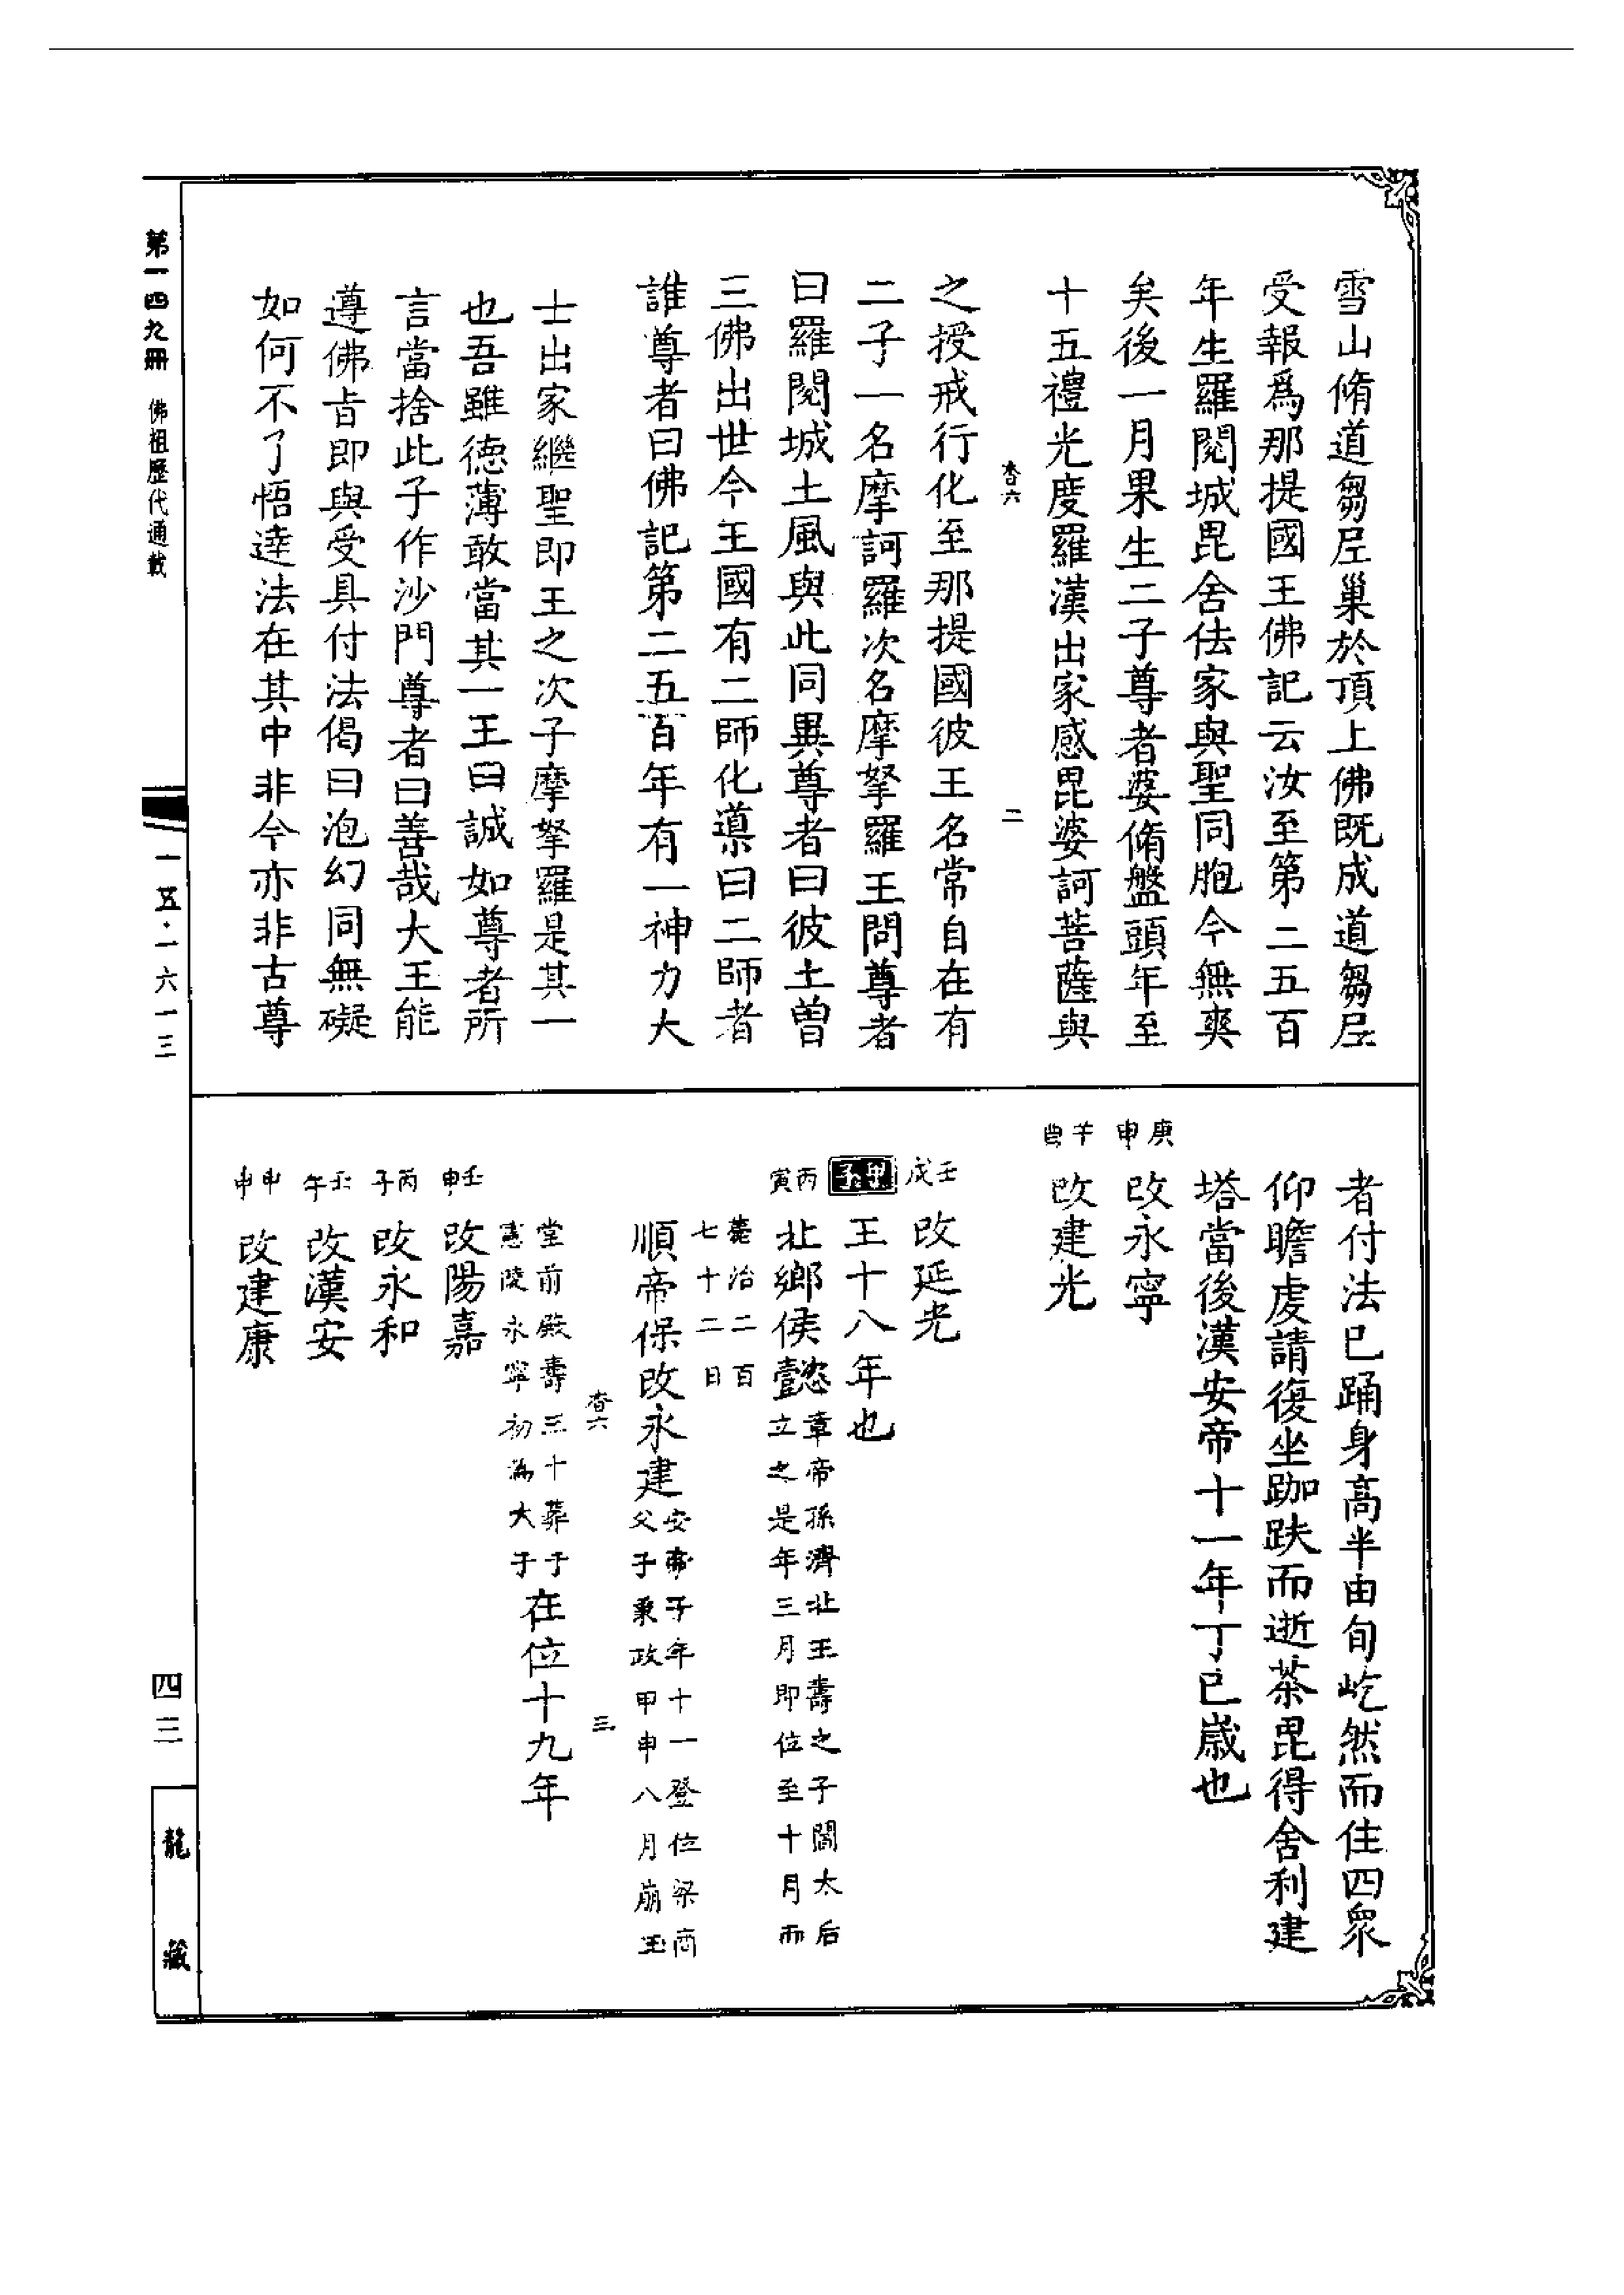 雪山脩道芻尼巢於頂上佛既成道芻尼
受報爲那提國王佛記云汝至第二五百
年生羅閱城毘舍佉家與聖同胞今無爽
矣後一月果生二子尊者婆脩盤頭年至
十五禮光度羅漢出家感毘婆訶菩薩與
杳六 二
之授戒行化至那提國彼王名常自在有
二子一名摩訶羅次名摩拏羅王問尊者
曰羅閱城土風與此同異尊者曰彼土曾
三佛出世今王國有二師化導曰二師者
誰尊者曰佛記第二五百年有一神力大
士出家繼聖即王之次子摩拏羅是其一
也吾雖德薄敢當其一王曰誠如尊者所
言當捨此子作沙門尊者曰善哉大王能
遵佛旨即與受具付法偈曰泡幻同無礙
如何不了悟達法在其中非今亦非古尊
者付法已踊身高半由旬屹然而住四衆
仰瞻虔請復坐跏趺而逝茶毘得舍利建
塔當後漢安帝十一年丁巳歲也
庚申 改永寧
辛酉 改建光
壬戌 改延光
甲子 王十八年也
丙寅 北鄉侯懿 章帝孫濟北王壽之子閻太后
立之是年三月即位至十月而
薨治二百
七十二日
順帝保改永建 安帝子年十一登位梁商
父子秉政甲申八月崩玉
杳六 三
堂前殿壽三十葬于
憲陵永寧初為大子 在位十九年
壬申 改陽嘉
丙子 改永和
壬午 改漢安
甲申 改建康
第一四九冊 佛祖歷代通載
一五·一六一三
四三
龍藏